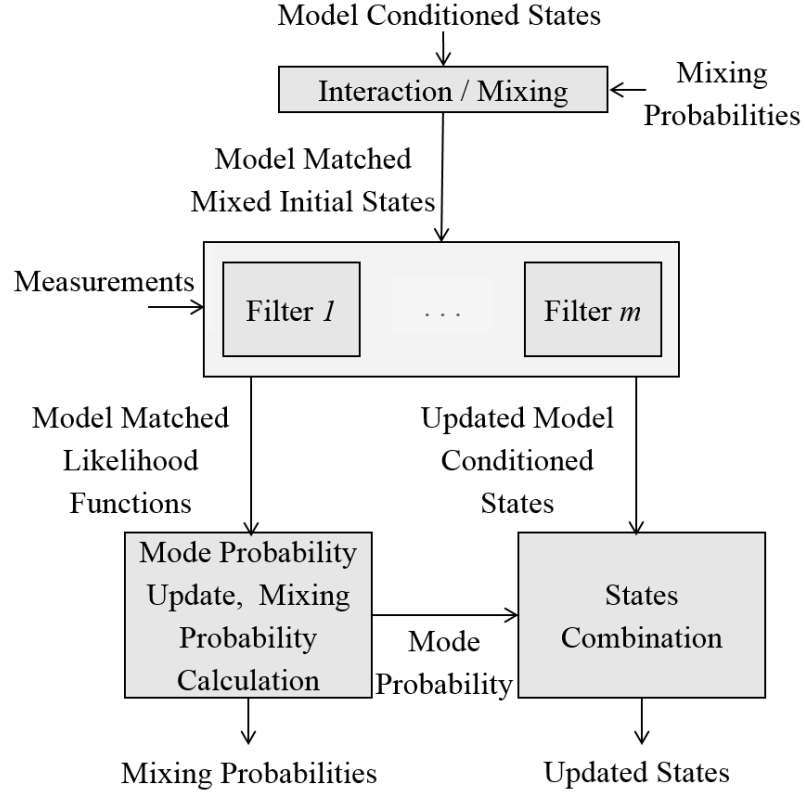 Model Conditioned States
Interaction / Mixing
Mixing
Probabilities
Model Matched
Mixed Initial States
Measurements
Filter 1
. . .
Filter m
Model Matched
Likelihood
Functions
Updated Model
Conditioned
States
Mode Probability
Update, Mixing
Probability
Calculation
Mode
Probability
States
Combination
Mixing Probabilities
Updated States